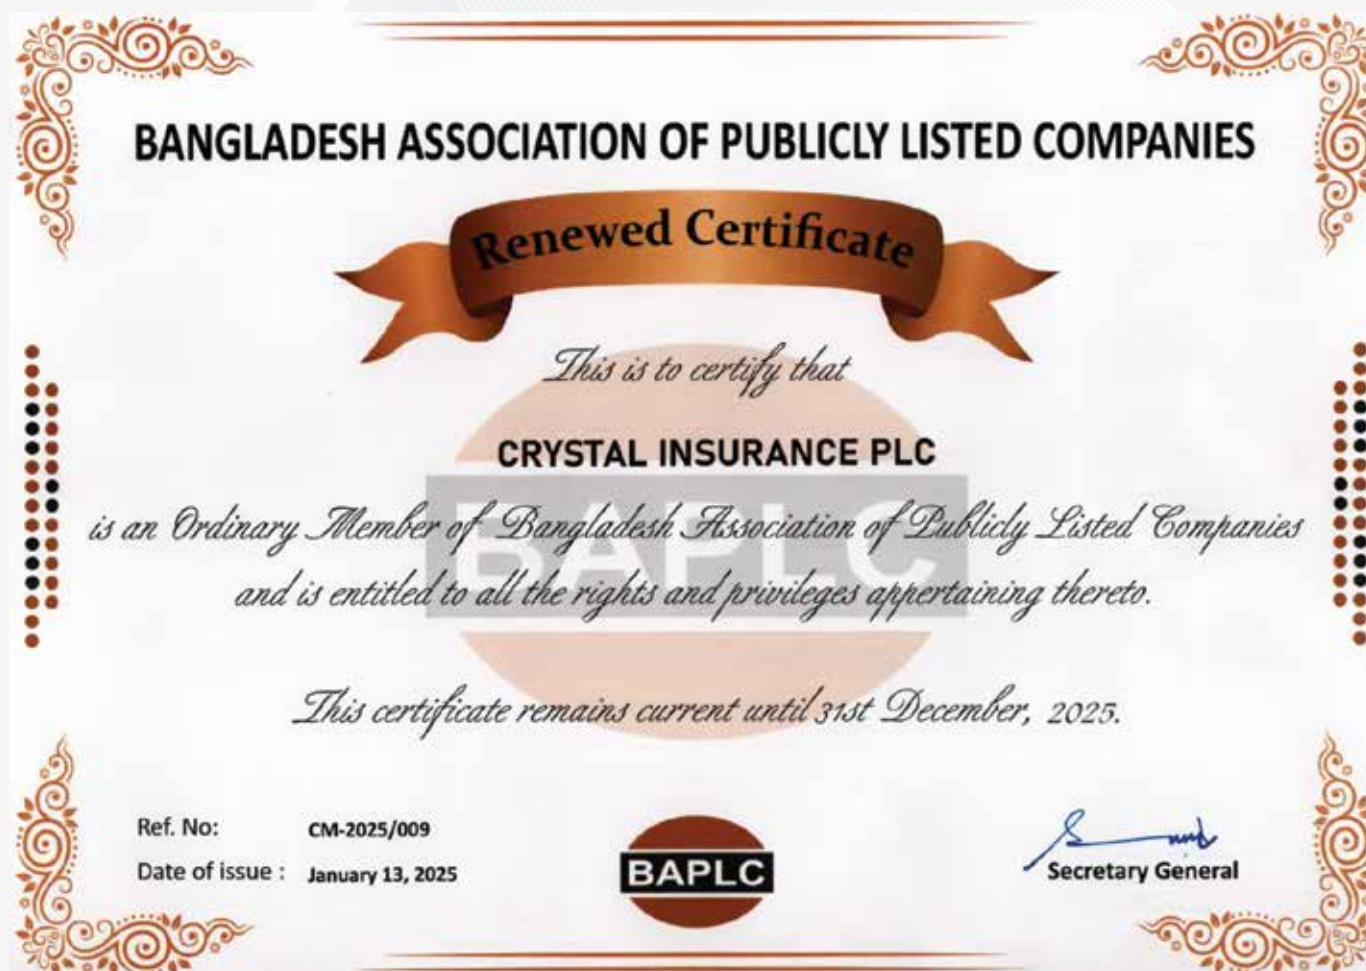 BANGLADESH ASSOCIATION OF PUBLICLY LISTED COMPANIES
Renewed Certificate
This is to certify that
CRYSTAL INSURANCE PLC
is an Ordinary Member of Bangladesh Association of Publicly Listed Companies
and is entitled to all the rights and privileges appertaining thereto.
This certificate remains current until 31st December, 2025.
BAPLC
Ref. No: CM-2025/009
Date of issue : January 13, 2025
BAPLC
Secretary General